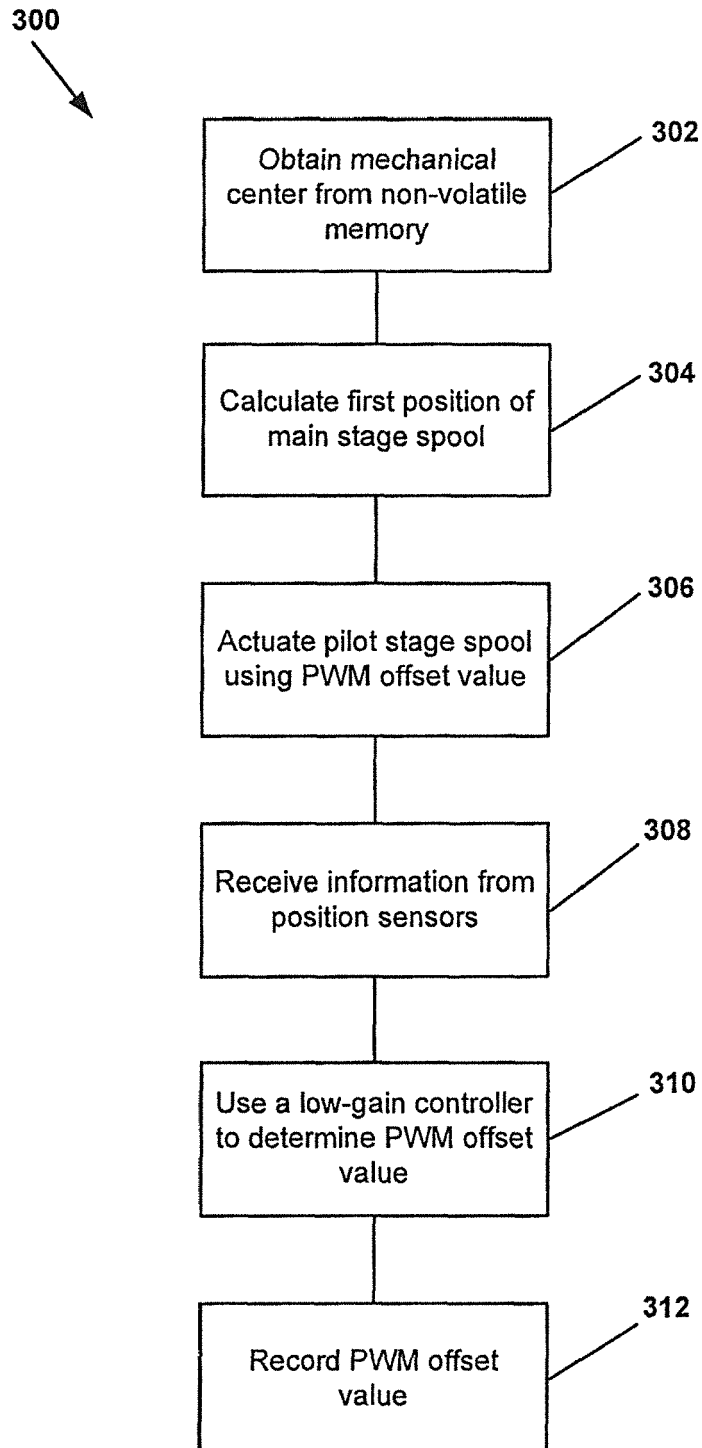 300
302
Obtain mechanical
center from non-volatile
memory
304
Calculate first position of
main stage spool
306
Actuate pilot stage spool
using PWM offset value
308
Receive information from
position sensors
310
Use a low-gain controller
to determine PWM offset
value
312
Record PWM offset
value